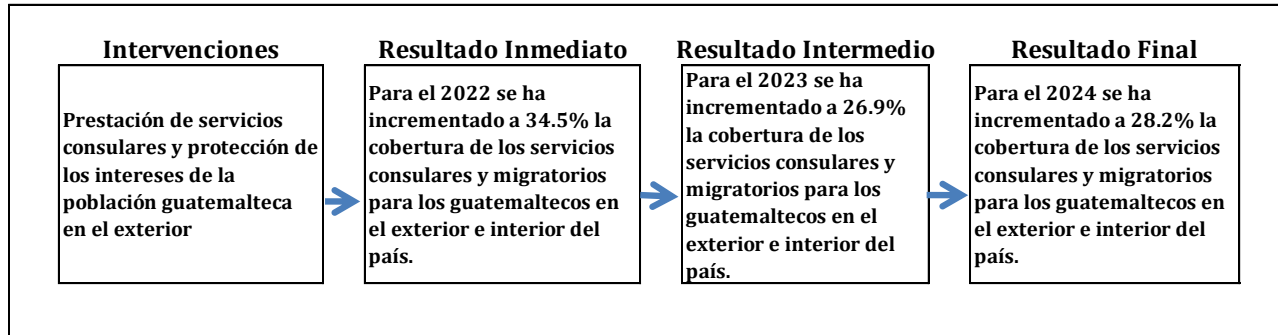 Intervenciones
Prestación de servicios
consulares y protección de
los intereses de la
población guatemalteca
en el exterior
Resultado Inmediato
Para el 2022 se ha
incrementado a 34.5% la
cobertura de los servicios
consulares y migratorios
para los guatemaltecos en
el exterior e interior del
país.
Resultado Intermedio
Para el 2023 se ha
incrementado a 26.9%
la cobertura de los
servicios consulares y
migratorios para los
guatemaltecos en el
exterior e interior del
país.
Resultado Final
Para el 2024 se ha
incrementado a 28.2% la
cobertura de los servicios
consulares y migratorios
para los guatemaltecos en
el exterior e interior del
país.